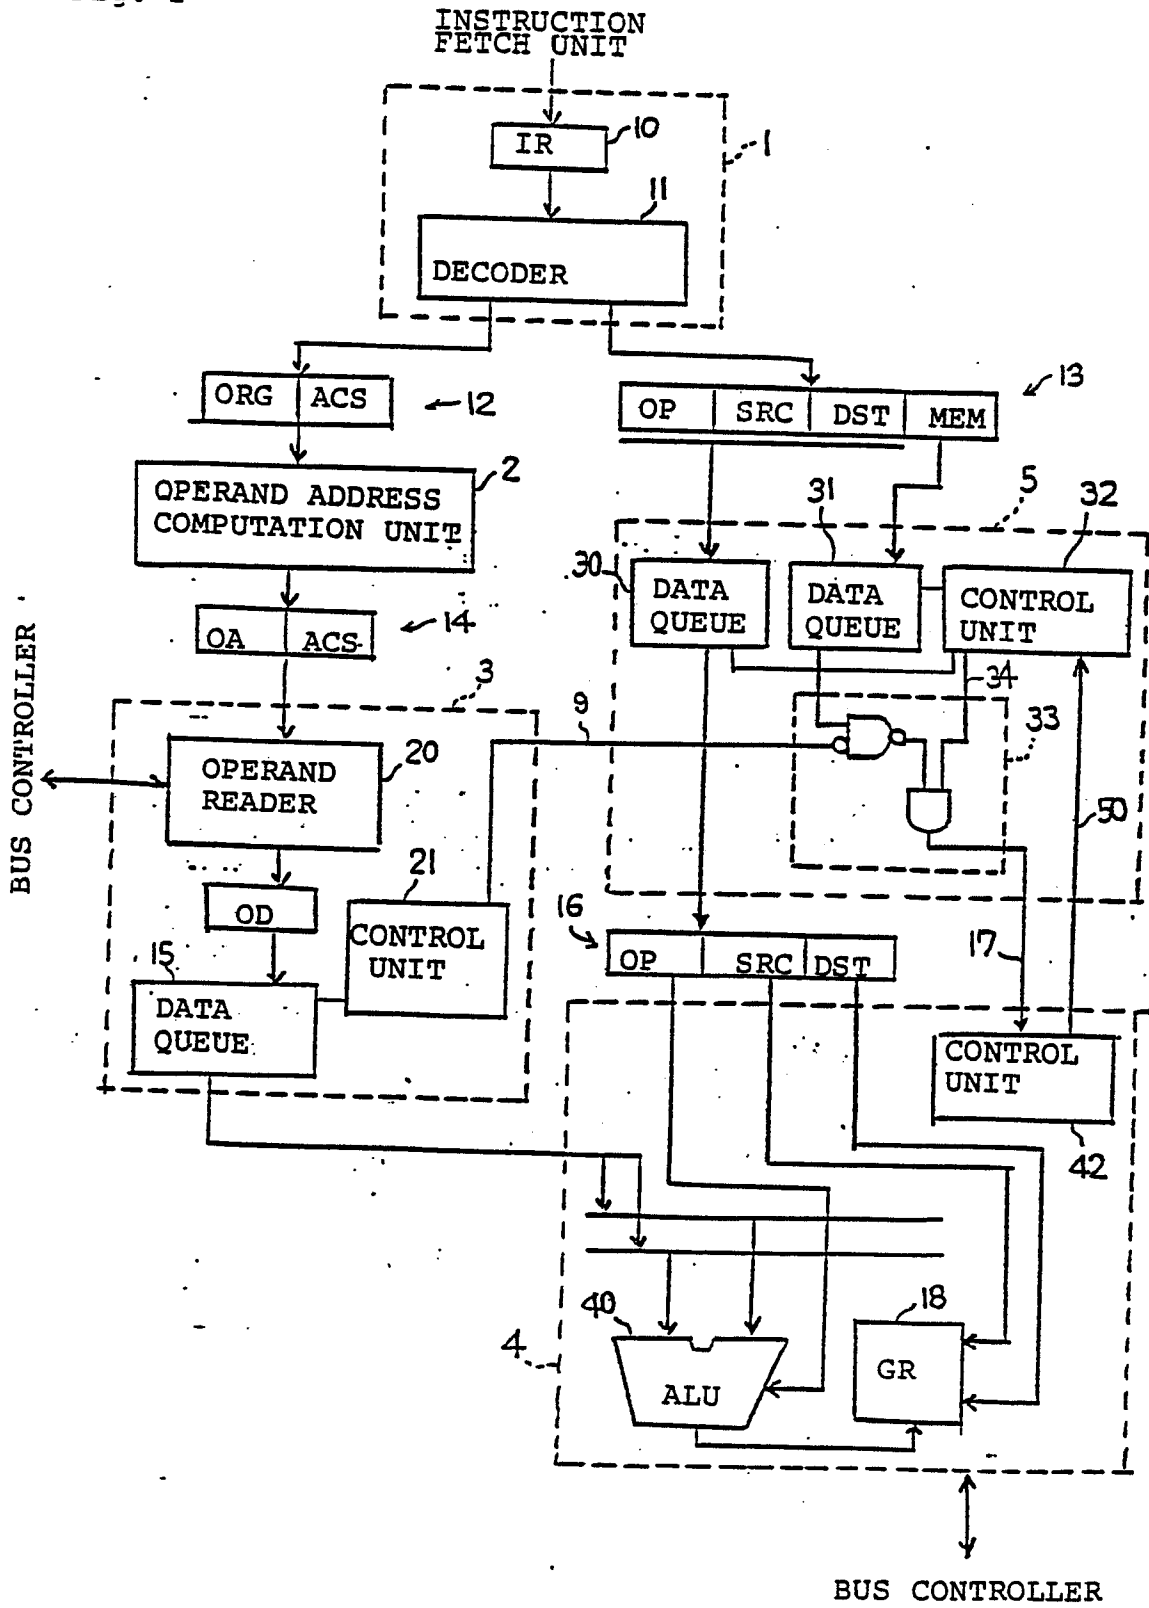 INSTRUCTION
FETCH UNIT
IR
10
1
11
DECODER
ORG ACS
12
OP SRC DST MEM
13
OPERAND ADDRESS
COMPUTATION UNIT
2
OA ACS
14
31
5
32
30
DATA
QUEUE
DATA
QUEUE
CONTROL
UNIT
34
33
BUS CONTROLLER
3
9
OPERAND
READER
20
50
21
OD
CONTROL
UNIT
15
DATA
QUEUE
16
OP SRC DST
17
CONTROL
UNIT
42
40
18
4
ALU
GR
BUS CONTROLLER